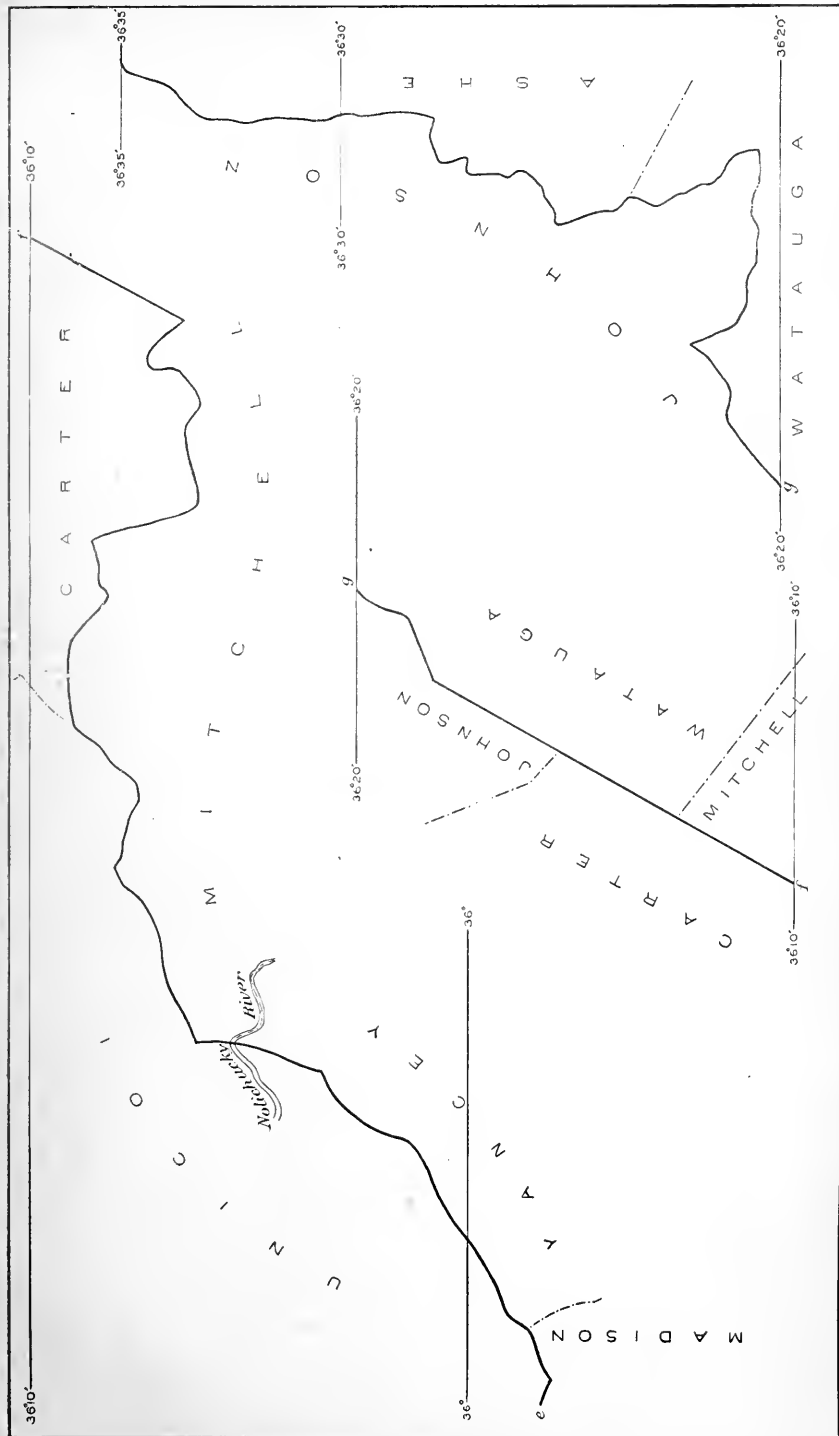 36°10'
36°10'
36°35'
36°35'
36°30'
36°30'
36°20'
36°20'
36°20'
36°20'
36°10'
36°10'
36°
36°
CARTER
MITCHELL
UNICOI
YANCEY
MADISON
Nolichucky River
e
f
JOHNSON
CARTER
WATAUGA
MITCHELL
f
g
JOHNSON
ASHE
WATAUGA
g